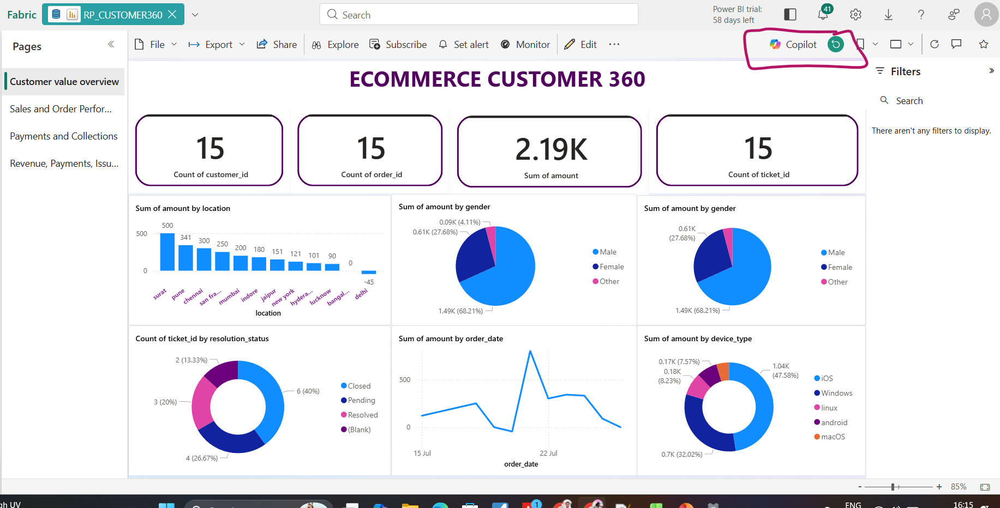 Fabric
RP_CUSTOMER360
Search
Power BI trial:
58 days left
41
Pages
File
Export
Share
Explore
Subscribe
Set alert
Monitor
Edit
Copilot
Customer value overview
Sales and Order Perfor...
Payments and Collections
Revenue, Payments, Issu...
Filters
Search
There aren't any filters to display.
ECOMMERCE CUSTOMER 360
15
Count of customer_id
15
Count of order_id
2.19K
Sum of amount
15
Count of ticket_id
Sum of amount by location
500
0
500
341
300
250
200
180
151
121
101
90
0
-45
surat
pune
chennai
san fra...
mumbai
indore
jaipur
new york
hydera...
lucknow
bangal...
delhi
location
Sum of amount by gender
0.09K (4.11%)
0.61K (27.68%)
1.49K (68.21%)
Male
Female
Other
Sum of amount by gender
0.61K
(27.68%)
1.49K (68.21%)
Male
Female
Other
Count of ticket_id by resolution_status
2 (13.33%)
6 (40%)
3 (20%)
4 (26.67%)
Closed
Pending
Resolved
(Blank)
Sum of amount by order_date
500
0
15 Jul
22 Jul
order_date
Sum of amount by device_type
0.17K (7.57%)
0.18K
(8.23%)
1.04K
(47.58%)
0.7K (32.02%)
iOS
Windows
linux
android
macOS
- + 85%
gh UV
1
ENG
16:15